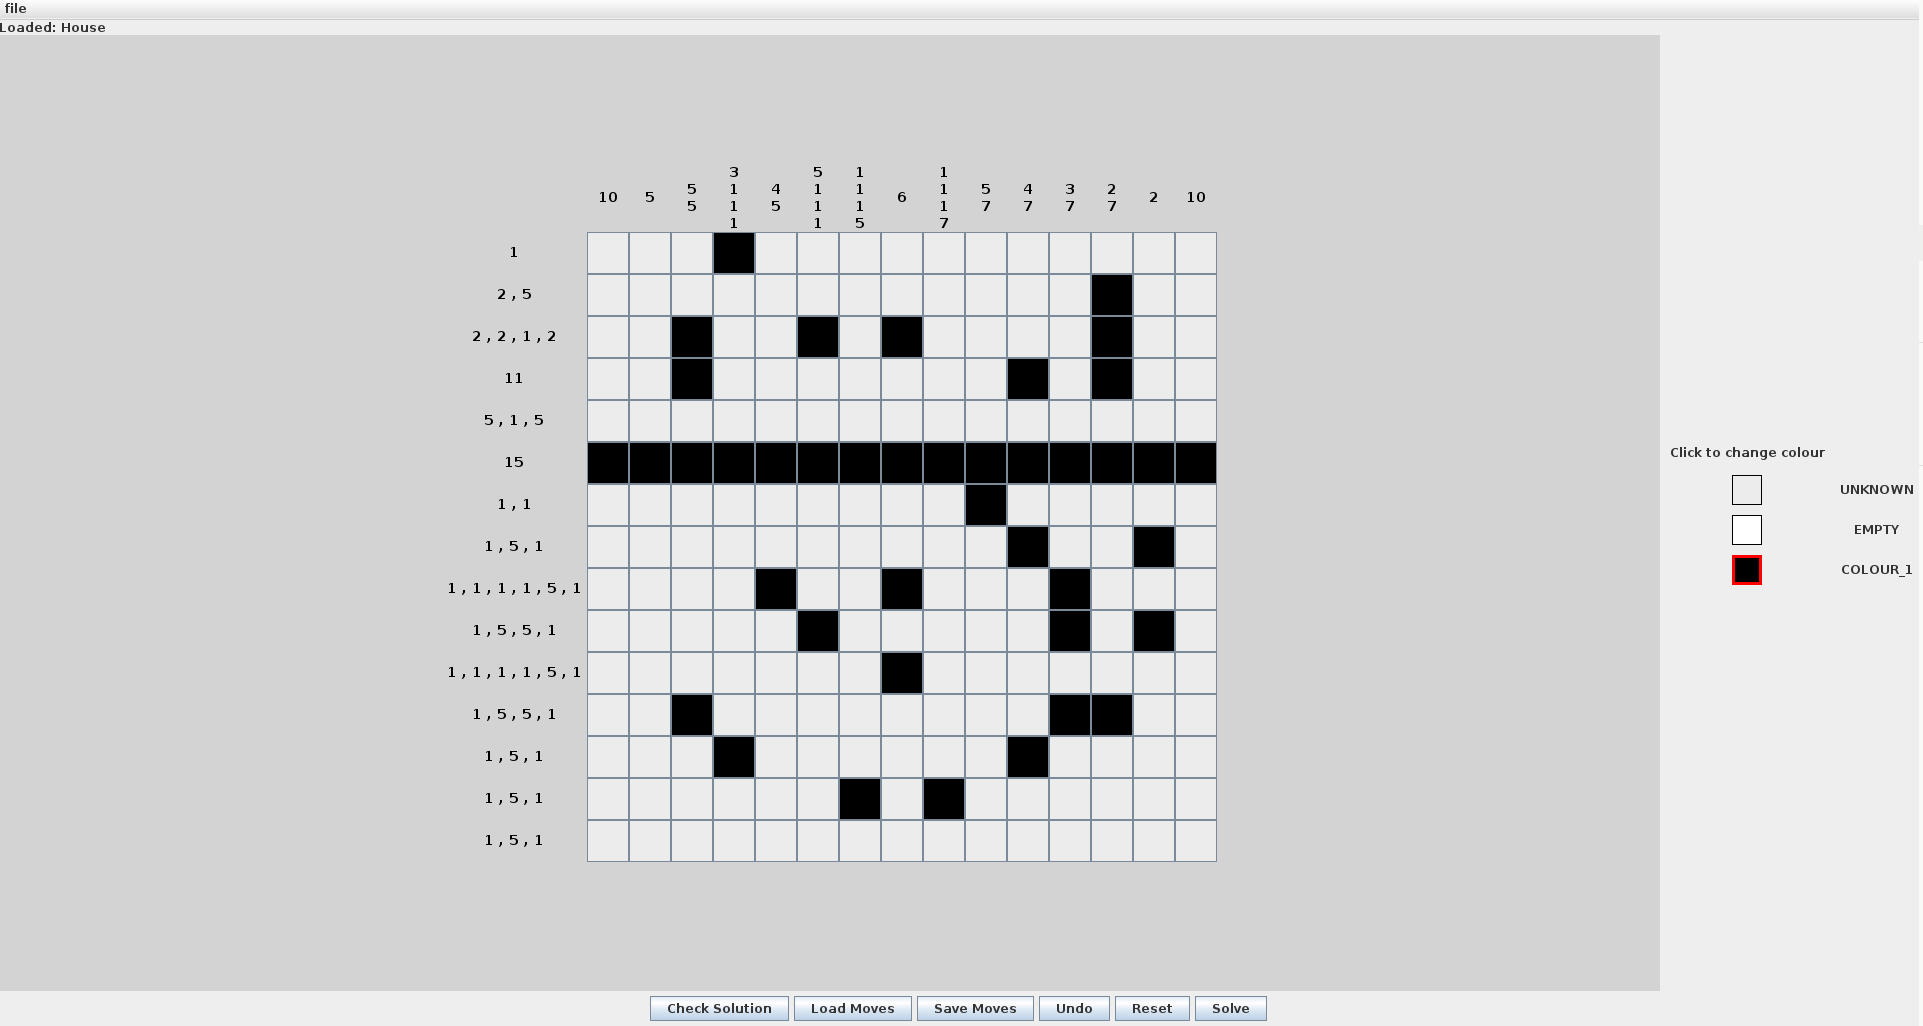 file
Loaded: House
3 5 1 1
5 1 4 1 1 1 5 4 3 2
10 5 5 1 5 1 1 6 1 7 7 7 7 2 10
5 1 1 5 7
1
2 , 5
2 , 2 , 1 , 2
11
5 , 1 , 5
15
1 , 1
1 , 5 , 1
1 , 1 , 1 , 1 , 5 , 1
1 , 5 , 5 , 1
1 , 1 , 1 , 1 , 5 , 1
1 , 5 , 5 , 1
1 , 5 , 1
1 , 5 , 1
1 , 5 , 1
Click to change colour
UNKNOWN
EMPTY
COLOUR_1
Check Solution Load Moves Save Moves Undo Reset Solve